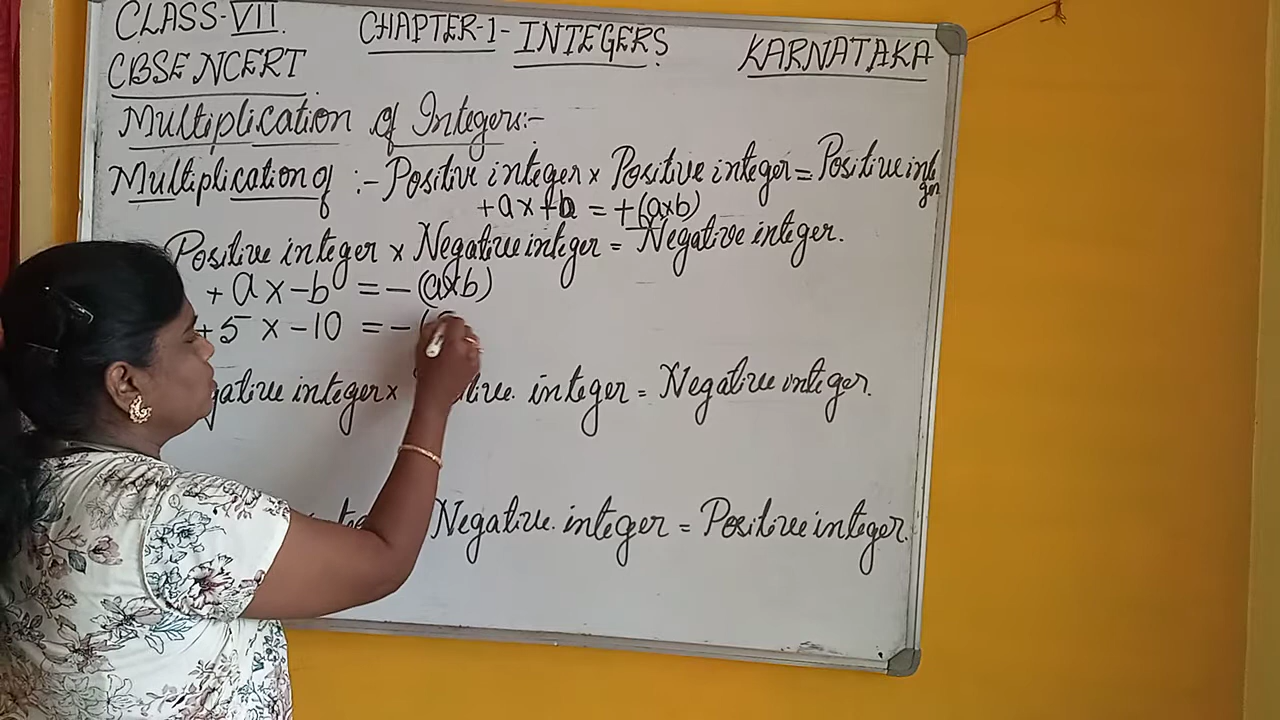 CLASS-VII CHAPTER-1-INTEGERS KARNATAKA
CBSE NCERT
Multiplication of Integers:-
Multiplication of :- Positive integer × Positive integer = Positive integer
+a×+b = +(a×b)
Positive integer × Negative integer = Negative integer.
+a×-b = -(a×b)
+5×-10 = -(
integer× integer = Negative integer.
Negative integer = Positive integer.